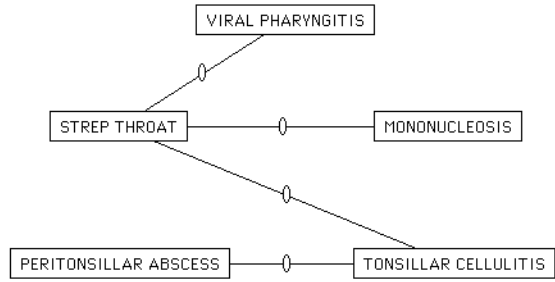 VIRAL PHARYNGITIS
STREP THROAT
MONONUCLEOSIS
PERITONSILLAR ABSCESS
TONSILLAR CELLULITIS